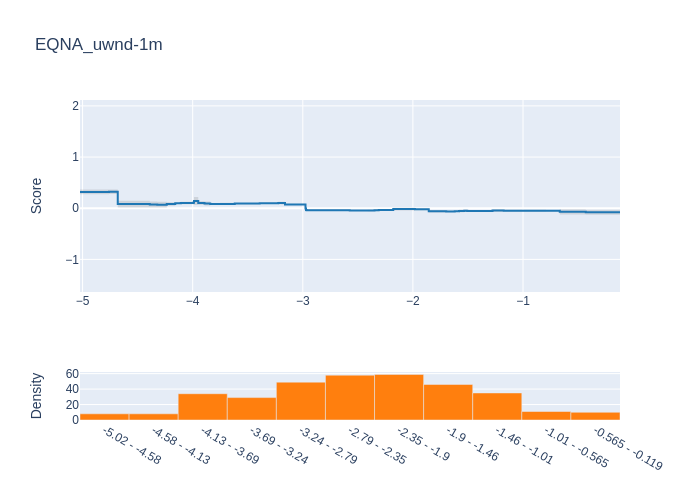 EQNA_uwnd-1m
Score
2
1
0
−1
−5
−4
−3
−2
−1
Density
60
40
20
0
-5.02 - -4.58
-4.58 - -4.13
-4.13 - -3.69
-3.69 - -3.24
-3.24 - -2.79
-2.79 - -2.35
-2.35 - -1.9
-1.9 - -1.46
-1.46 - -1.01
-1.01 - -0.565
-0.565 - -0.119